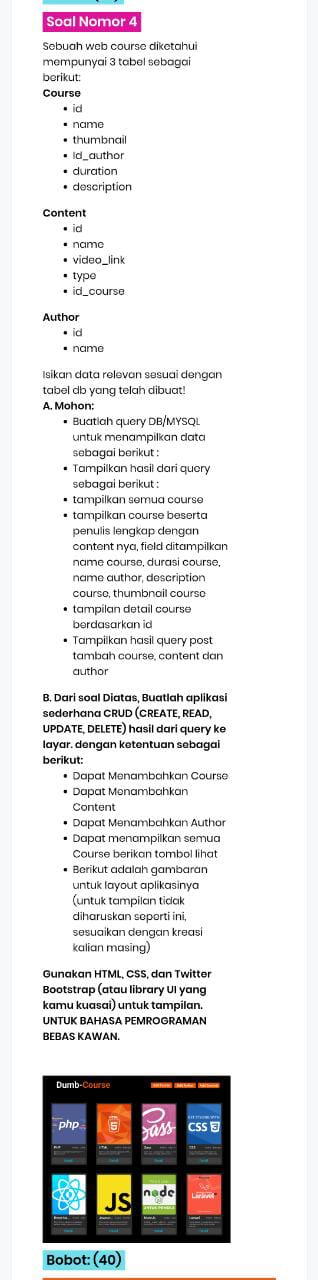 Soal Nomor 4
Sebuah web course diketahui
mempunyai 3 tabel sebagai
berikut:
Course
• id
• name
• thumbnail
• Id_author
• duration
• description
Content
• id
• name
• video_link
• type
• id_course
Author
• id
• name
Isikan data relevan sesuai dengan
tabel db yang telah dibuat!
A. Mohon:
• Buatlah query DB/MYSQL
untuk menampilkan data
sebagai berikut :
• Tampilkan hasil dari query
sebagai berikut :
• tampilkan semua course
• tampilkan course beserta
penulis lengkap dengan
content nya, field ditampilkan
name course, durasi course,
name author, description
course, thumbnail course
• tampilan detail course
berdasarkan id
• Tampilkan hasil query post
tambah course, content dan
author
B. Dari soal Diatas, Buatlah aplikasi
sederhana CRUD (CREATE, READ,
UPDATE, DELETE) hasil dari query ke
layar. dengan ketentuan sebagai
berikut:
• Dapat Menambahkan Course
• Dapat Menambahkan
Content
• Dapat Menambahkan Author
• Dapat menampilkan semua
Course berikan tombol lihat
• Berikut adalah gambaran
untuk layout aplikasinya
(untuk tampilan tidak
diharuskan seperti ini,
sesuaikan dengan kreasi
kalian masing)
Gunakan HTML, CSS, dan Twitter
Bootstrap (atau library UI yang
kamu kuasai) untuk tampilan.
UNTUK BAHASA PEMROGRAMAN
BEBAS KAWAN.
Dumb-Course
php
HTML
5
Sass
CSS 3
JS
node
Laravel
Bobot: (40)